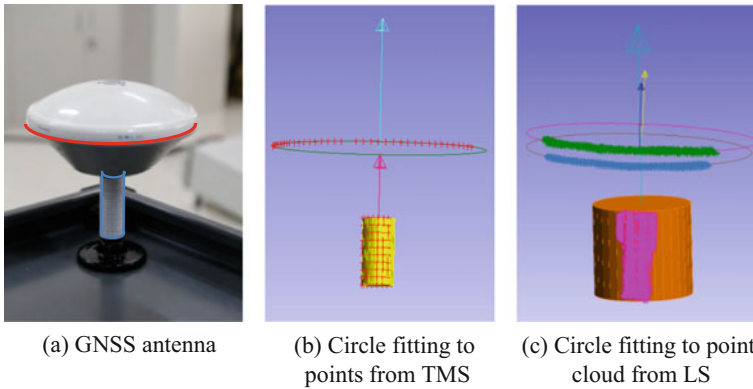 (a) GNSS antenna
(b) Circle fitting to
points from TMS
(c) Circle fitting to point
cloud from LS